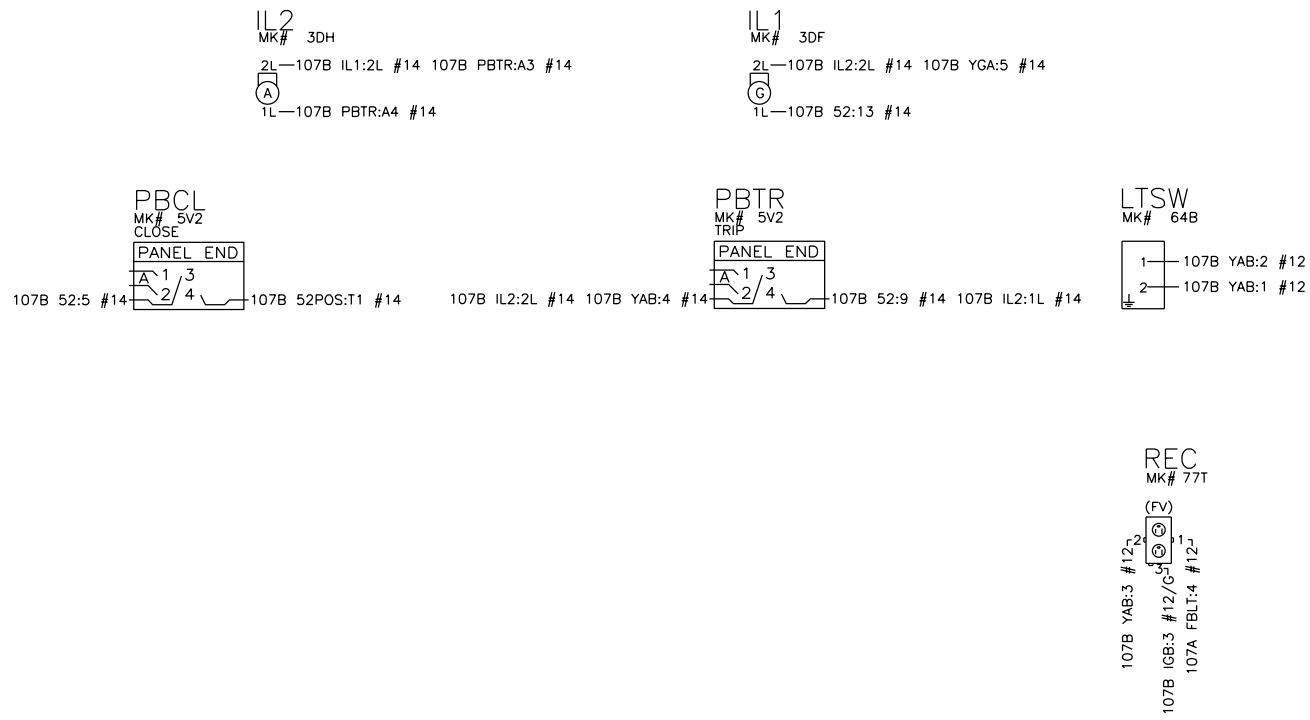 IL2
MK# 3DH
2L 107B IL1:2L #14 107B PBTR:A3 #14
A
1L 107B PBTR:A4 #14
IL1
MK# 3DF
2L 107B IL2:2L #14 107B YGA:5 #14
G
1L 107B 52:13 #14
PBCL
MK# 5V2
CLOSE
PANEL END
A 1 3
2 4
107B 52:5 #14
107B 52POS:T1 #14
PBTR
MK# 5V2
TRIP
PANEL END
A 1 3
2 4
107B IL2:2L #14 107B YAB:4 #14
107B 52:9 #14 107B IL2:1L #14
LTSW
MK# 64B
1 107B YAB:2 #12
2 107B YAB:1 #12
REC
MK# 77T
(FV)
2 1
3
107B YAB:3 #12
107B IGB:3 #12/G
107A FBLT:4 #12